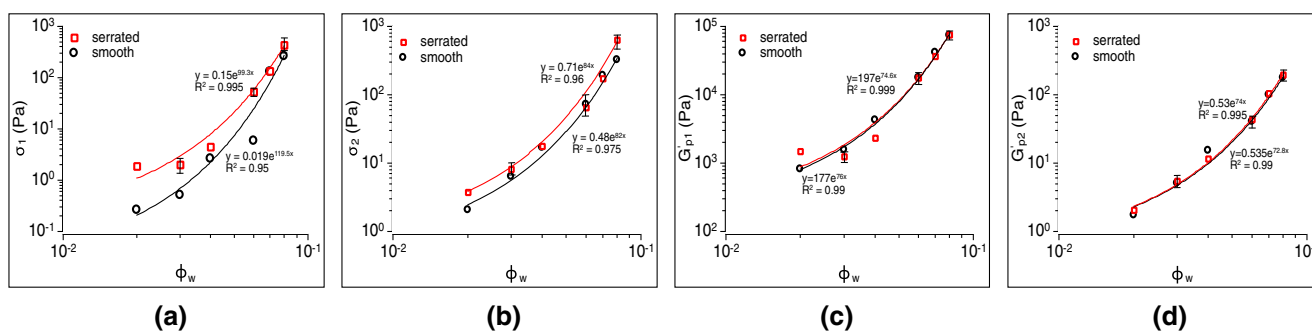 10³
10²
10¹
10⁰
10⁻¹
σ₁ (Pa)
serrated
smooth
y = 0.15e^99.3x
R² = 0.995
y = 0.019e^119.5x
R² = 0.95
10⁻²
10⁻¹
ϕ_w
(a)
10³
10²
10¹
10⁰
σ₂ (Pa)
serrated
smooth
y = 0.71e^84x
R² = 0.96
y = 0.48e^82x
R² = 0.975
10⁻²
10⁻¹
ϕ_w
(b)
10⁵
10⁴
10³
10²
G'p1 (Pa)
serrated
smooth
y=197e^74.6x
R² = 0.999
y=177e^76x
R² = 0.99
10⁻²
10⁻¹
ϕ_w
(c)
10³
10²
10¹
10⁰
G'p2 (Pa)
serrated
smooth
y=0.53e^74x
R² = 0.995
y=0.535e^72.8x
R² = 0.99
10⁻²
10⁻¹
ϕ_w
(d)